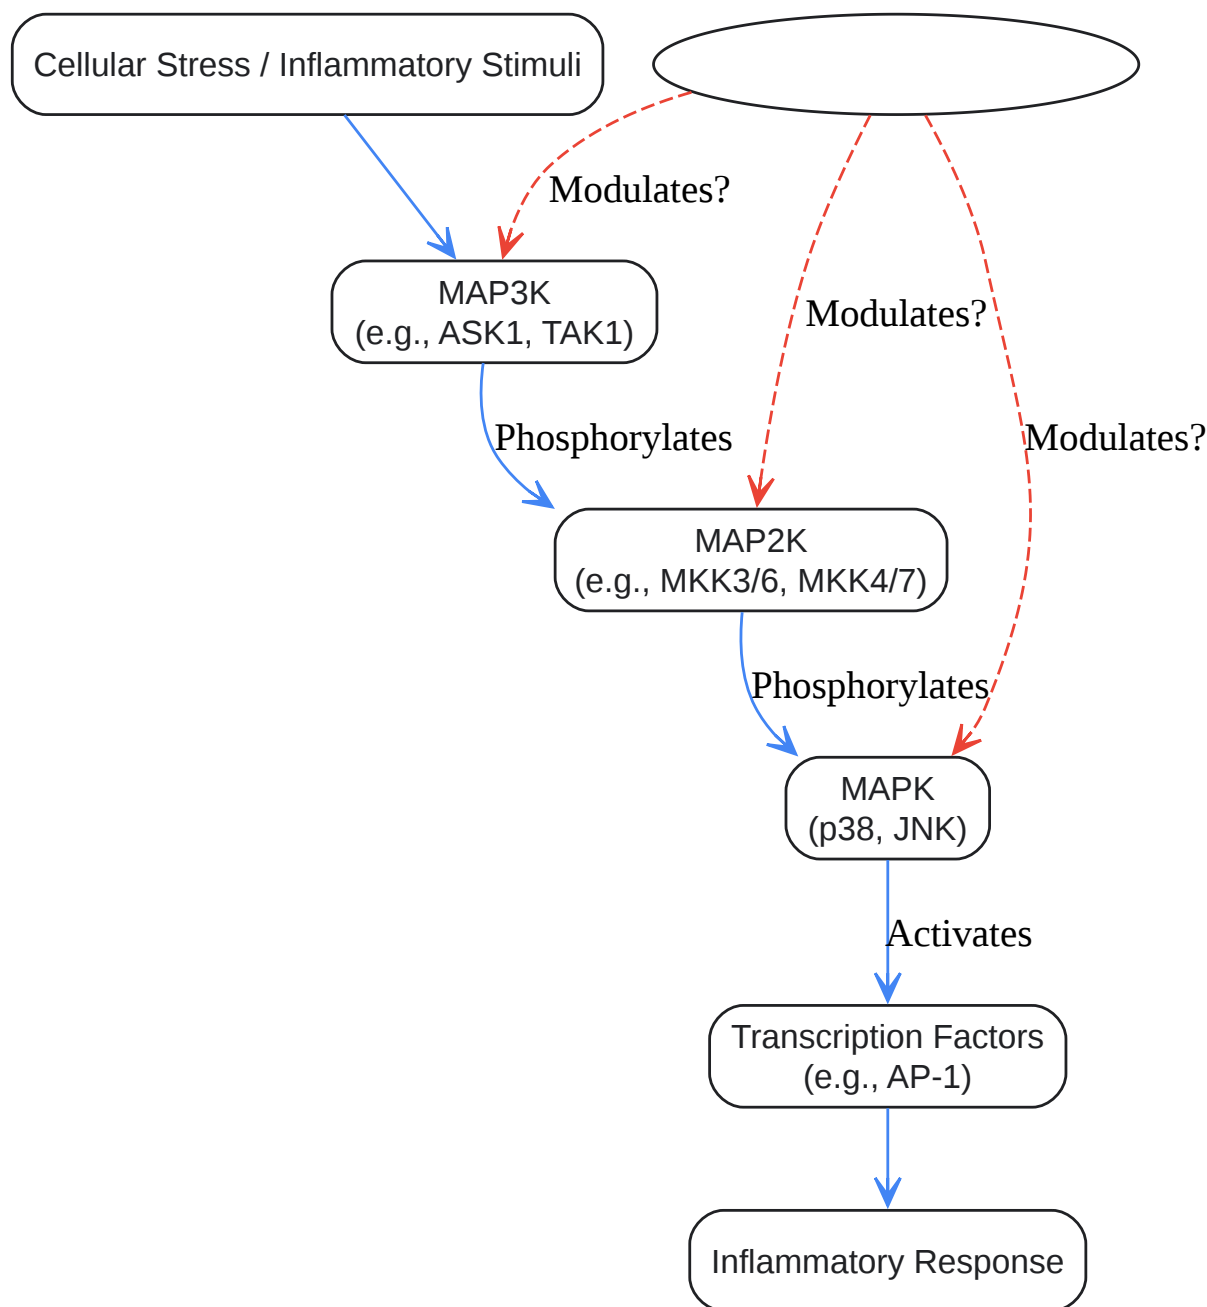 Cellular Stress / Inflammatory Stimuli
Modulates?
MAP3K
(e.g., ASK1, TAK1)
Modulates?
Phosphorylates
Modulates?
MAP2K
(e.g., MKK3/6, MKK4/7)
Phosphorylates
MAPK
(p38, JNK)
Activates
Transcription Factors
(e.g., AP-1)
Inflammatory Response